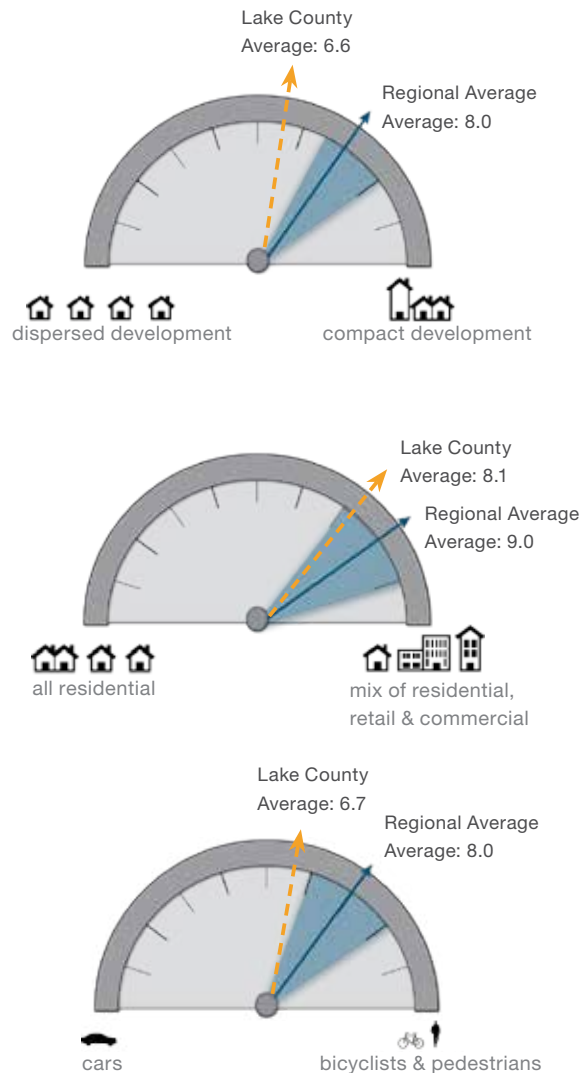 Lake County
Average: 6.6
Regional Average
Average: 8.0
dispersed development
compact development
Lake County
Average: 8.1
Regional Average
Average: 9.0
all residential
mix of residential,
retail & commercial
Lake County
Average: 6.7
Regional Average
Average: 8.0
cars
bicyclists & pedestrians